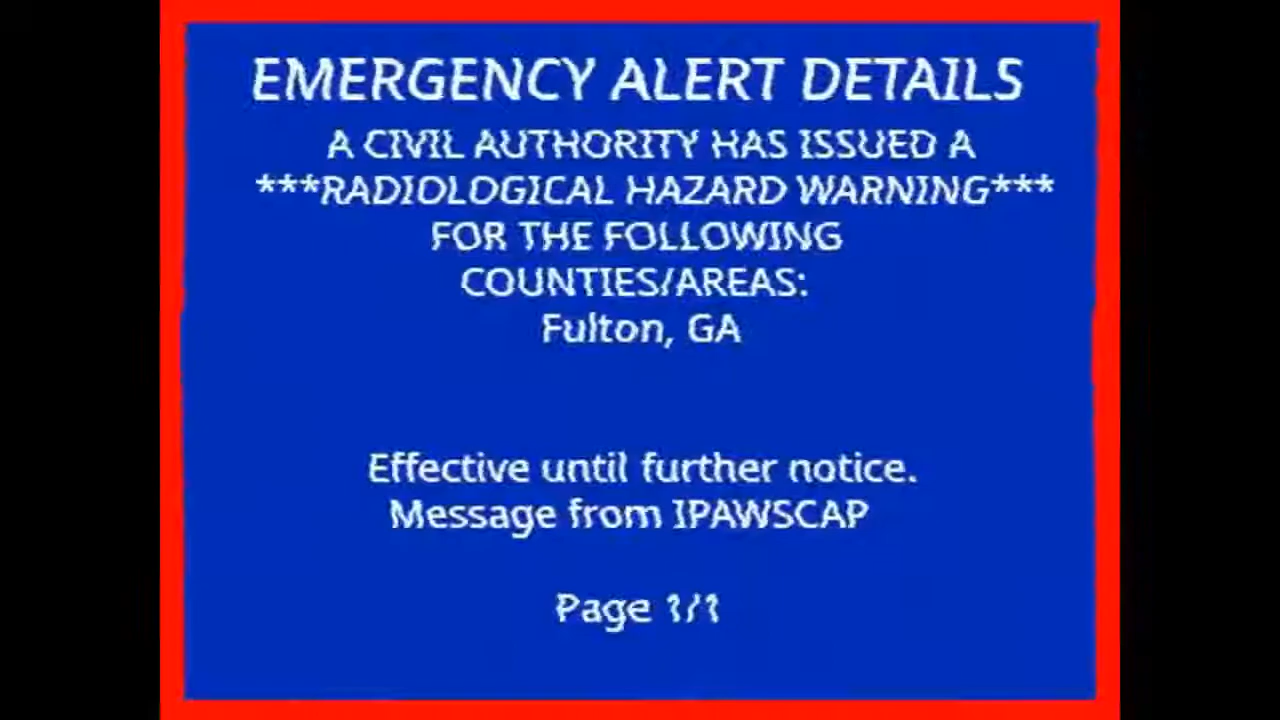 EMERGENCY ALERT DETAILS
A CIVIL AUTHORITY HAS ISSUED A
***RADIOLOGICAL HAZARD WARNING***
FOR THE FOLLOWING
COUNTIES/AREAS:
Fulton, GA
Effective until further notice.
Message from IPAWSCAP
Page 1/1